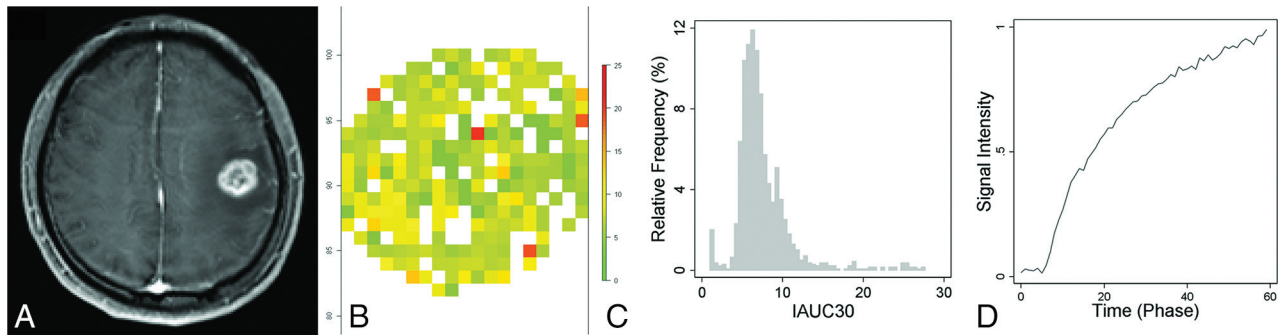 A
B
100
95
90
85
80
25
20
15
10
5
0
C
Relative Frequency (%)
12
8
4
0
0 10 20 30
IAUC30
D
Signal Intensity
1
.5
0
0 20 40 60
Time (Phase)